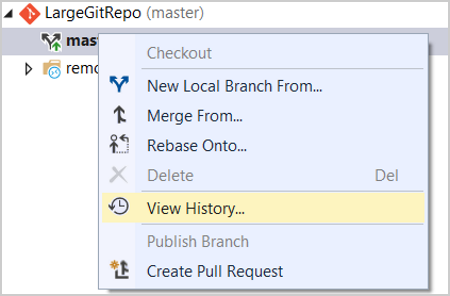 LargeGitRepo (master)
mas
remo
Checkout
New Local Branch From...
Merge From...
Rebase Onto...
Delete Del
View History...
Publish Branch
Create Pull Request